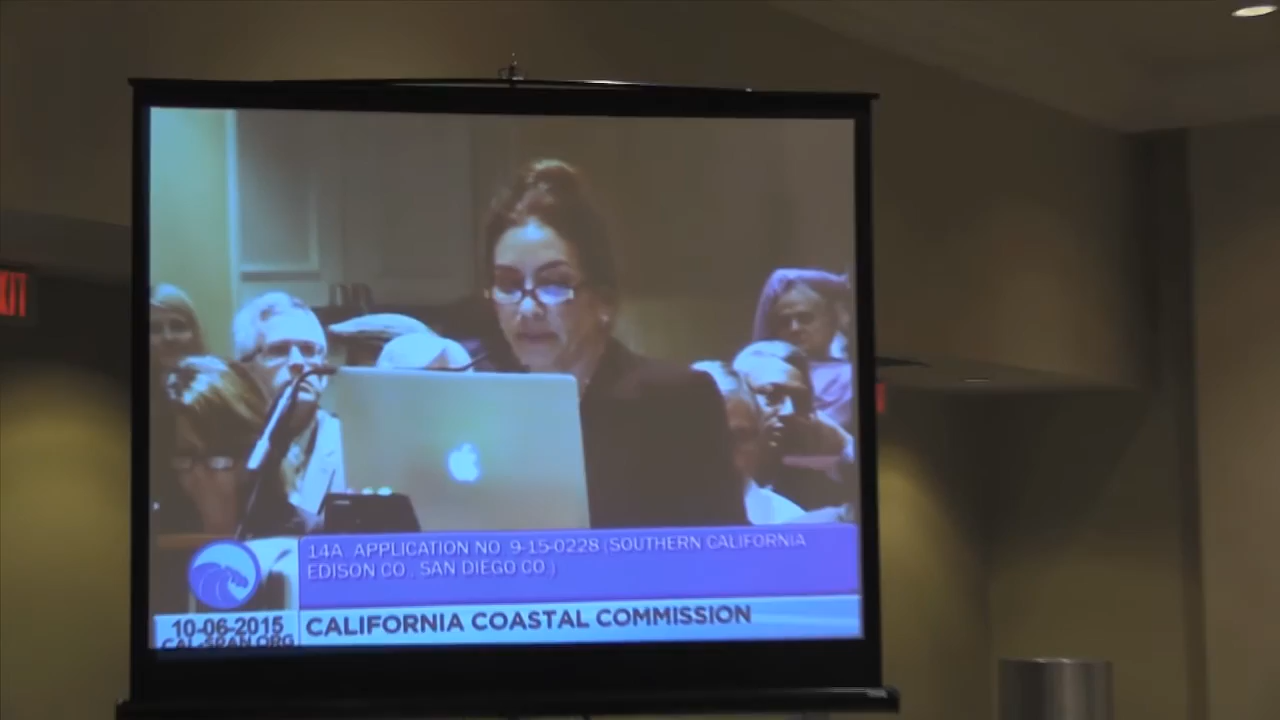 XIT
14A APPLICATION NO. 9-15-0228 (SOUTHERN CALIFORNIA
EDISON CO., SAN DIEGO CO.)
10-06-2015
CAL-SPAN.ORG
CALIFORNIA COASTAL COMMISSION